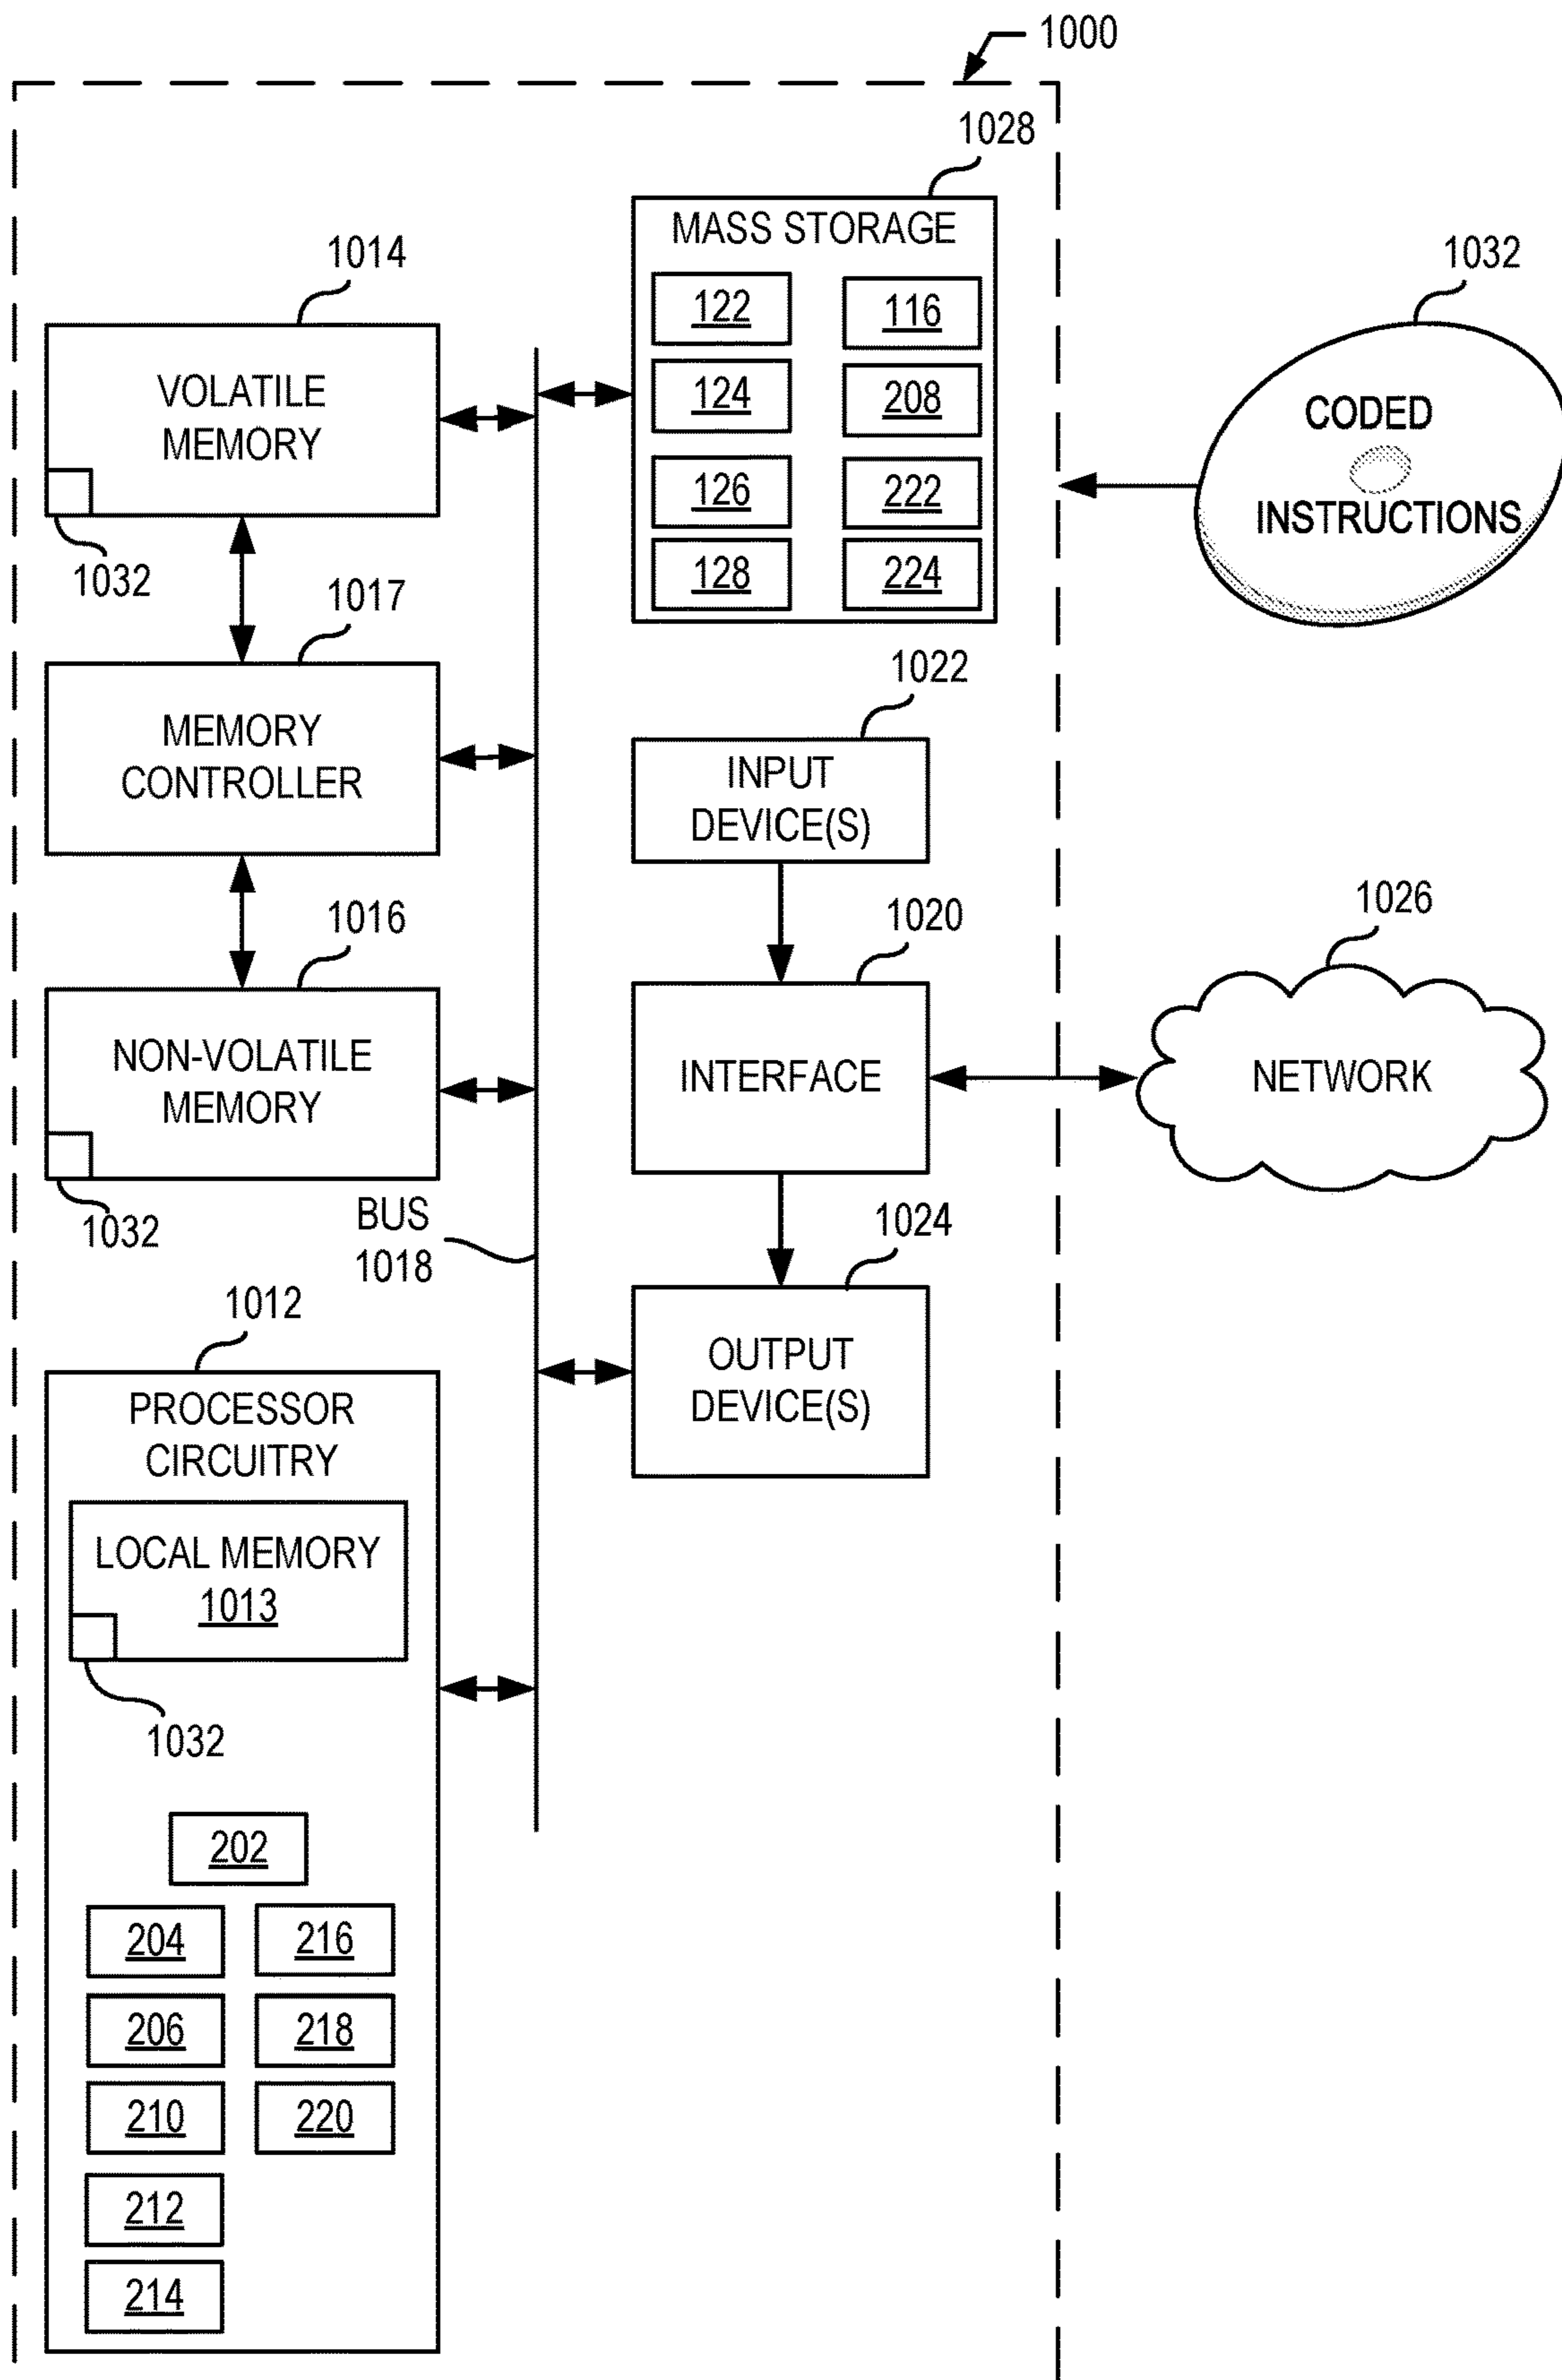 1000
1028
MASS STORAGE
122
116
124
208
126
222
128
224
1014
VOLATILE
MEMORY
1032
1032
CODED
INSTRUCTIONS
1017
MEMORY
CONTROLLER
1022
INPUT
DEVICE(S)
1016
NON-VOLATILE
MEMORY
1032
1020
INTERFACE
1026
NETWORK
BUS
1018
1024
OUTPUT
DEVICE(S)
1012
PROCESSOR
CIRCUITRY
LOCAL MEMORY
1013
1032
202
204
216
206
218
210
220
212
214